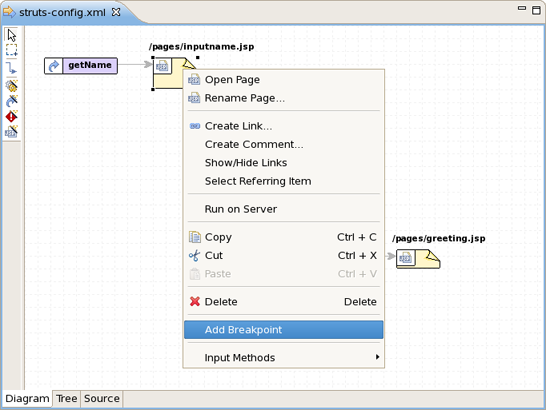 struts-config.xml
/pages/inputname.jsp
getName
Open Page
Rename Page...
Create Link...
Create Comment...
Show/Hide Links
Select Referring Item
Run on Server
/pages/greeting.jsp
Copy Ctrl + C
Cut Ctrl + X
Paste Ctrl + V
Delete Delete
Add Breakpoint
Input Methods
Diagram Tree Source